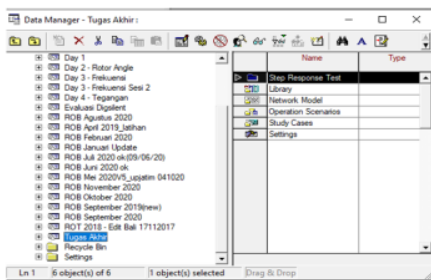 Data Manager - Tugas Akhir :
Day 1
Day 2 - Rotor Angle
Day 3 - Frekuensi
Day 3 - Frekuensi Sesi 2
Day 4 - Tegangan
Evaluasi Digsilent
ROB Agustus 2020
ROB April 2019_latihan
ROB Februari 2020
ROB Januari Update
ROB Juli 2020 ok(09/06/20)
ROB Juni 2020 ok
ROB Mei 2020V5_upjatim 041020
ROB November 2020
ROB Oktober 2020
ROB September 2019(new)
ROB September 2020
ROT 2018 - Edit Bali 17112017
Tugas Akhir
Recycle Bin
Settings
Name Type
Step Response Test
Library
Network Model
Operation Scenarios
Study Cases
Settings
Ln 1 6 object(s) of 6 1 object(s) selected Drag & Drop